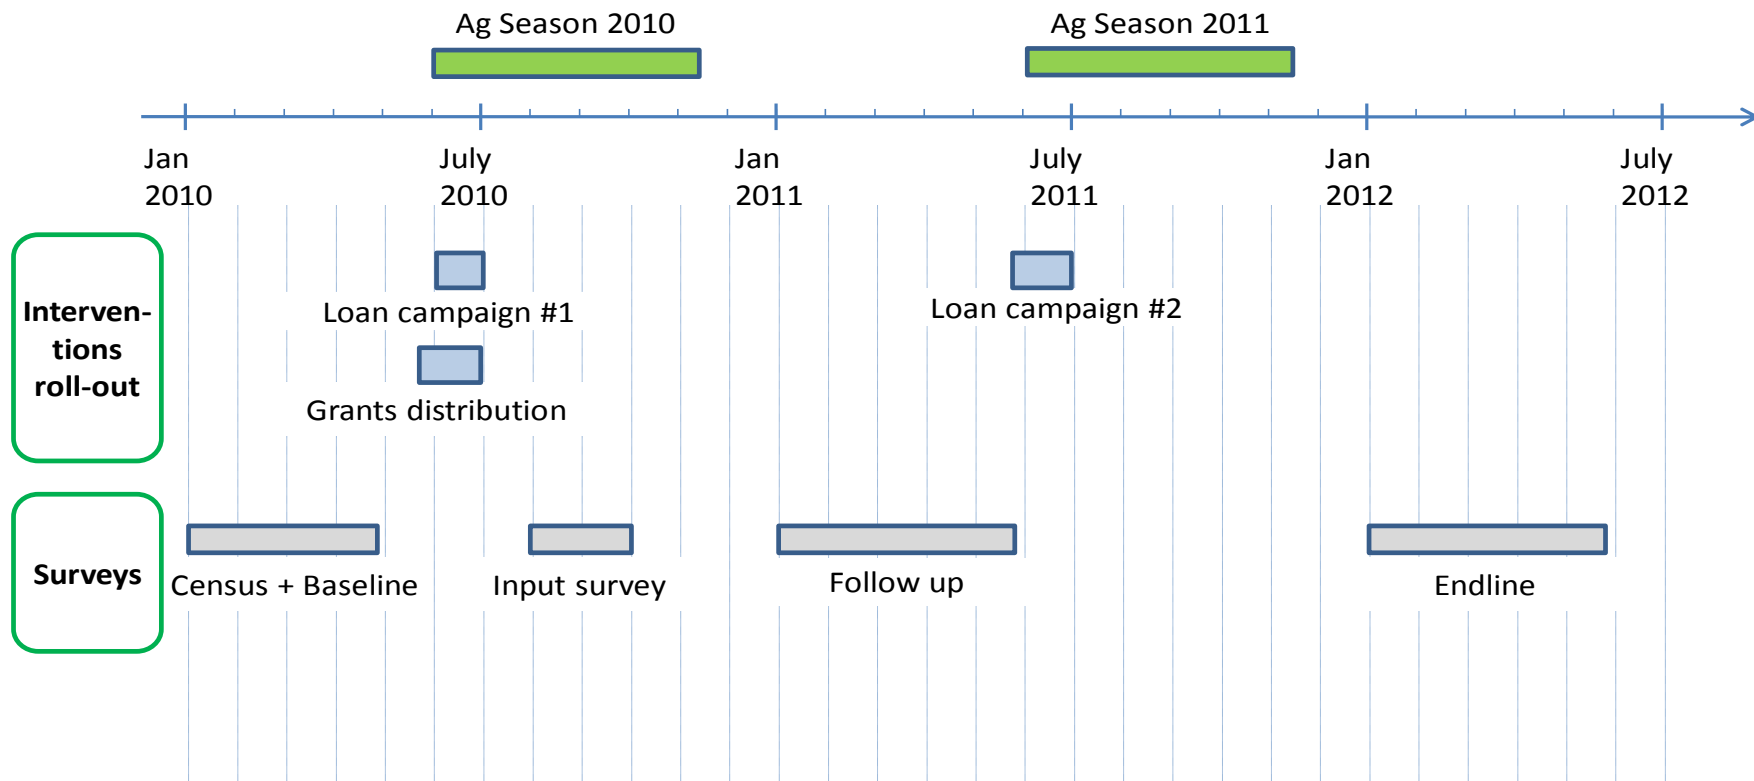 Ag Season 2010
Ag Season 2011
Jan
2010
July
2010
Jan
2011
July
2011
Jan
2012
July
2012
Interven-
tions
roll-out
Loan campaign #1
Loan campaign #2
Grants distribution
Surveys
Census + Baseline
Input survey
Follow up
Endline